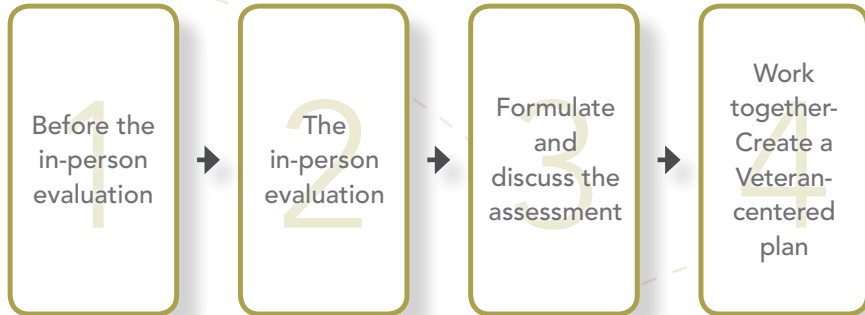 1
Before the
in-person
evaluation
2
The
in-person
evaluation
3
Formulate
and
discuss the
assessment
4
Work
together-
Create a
Veteran-
centered
plan